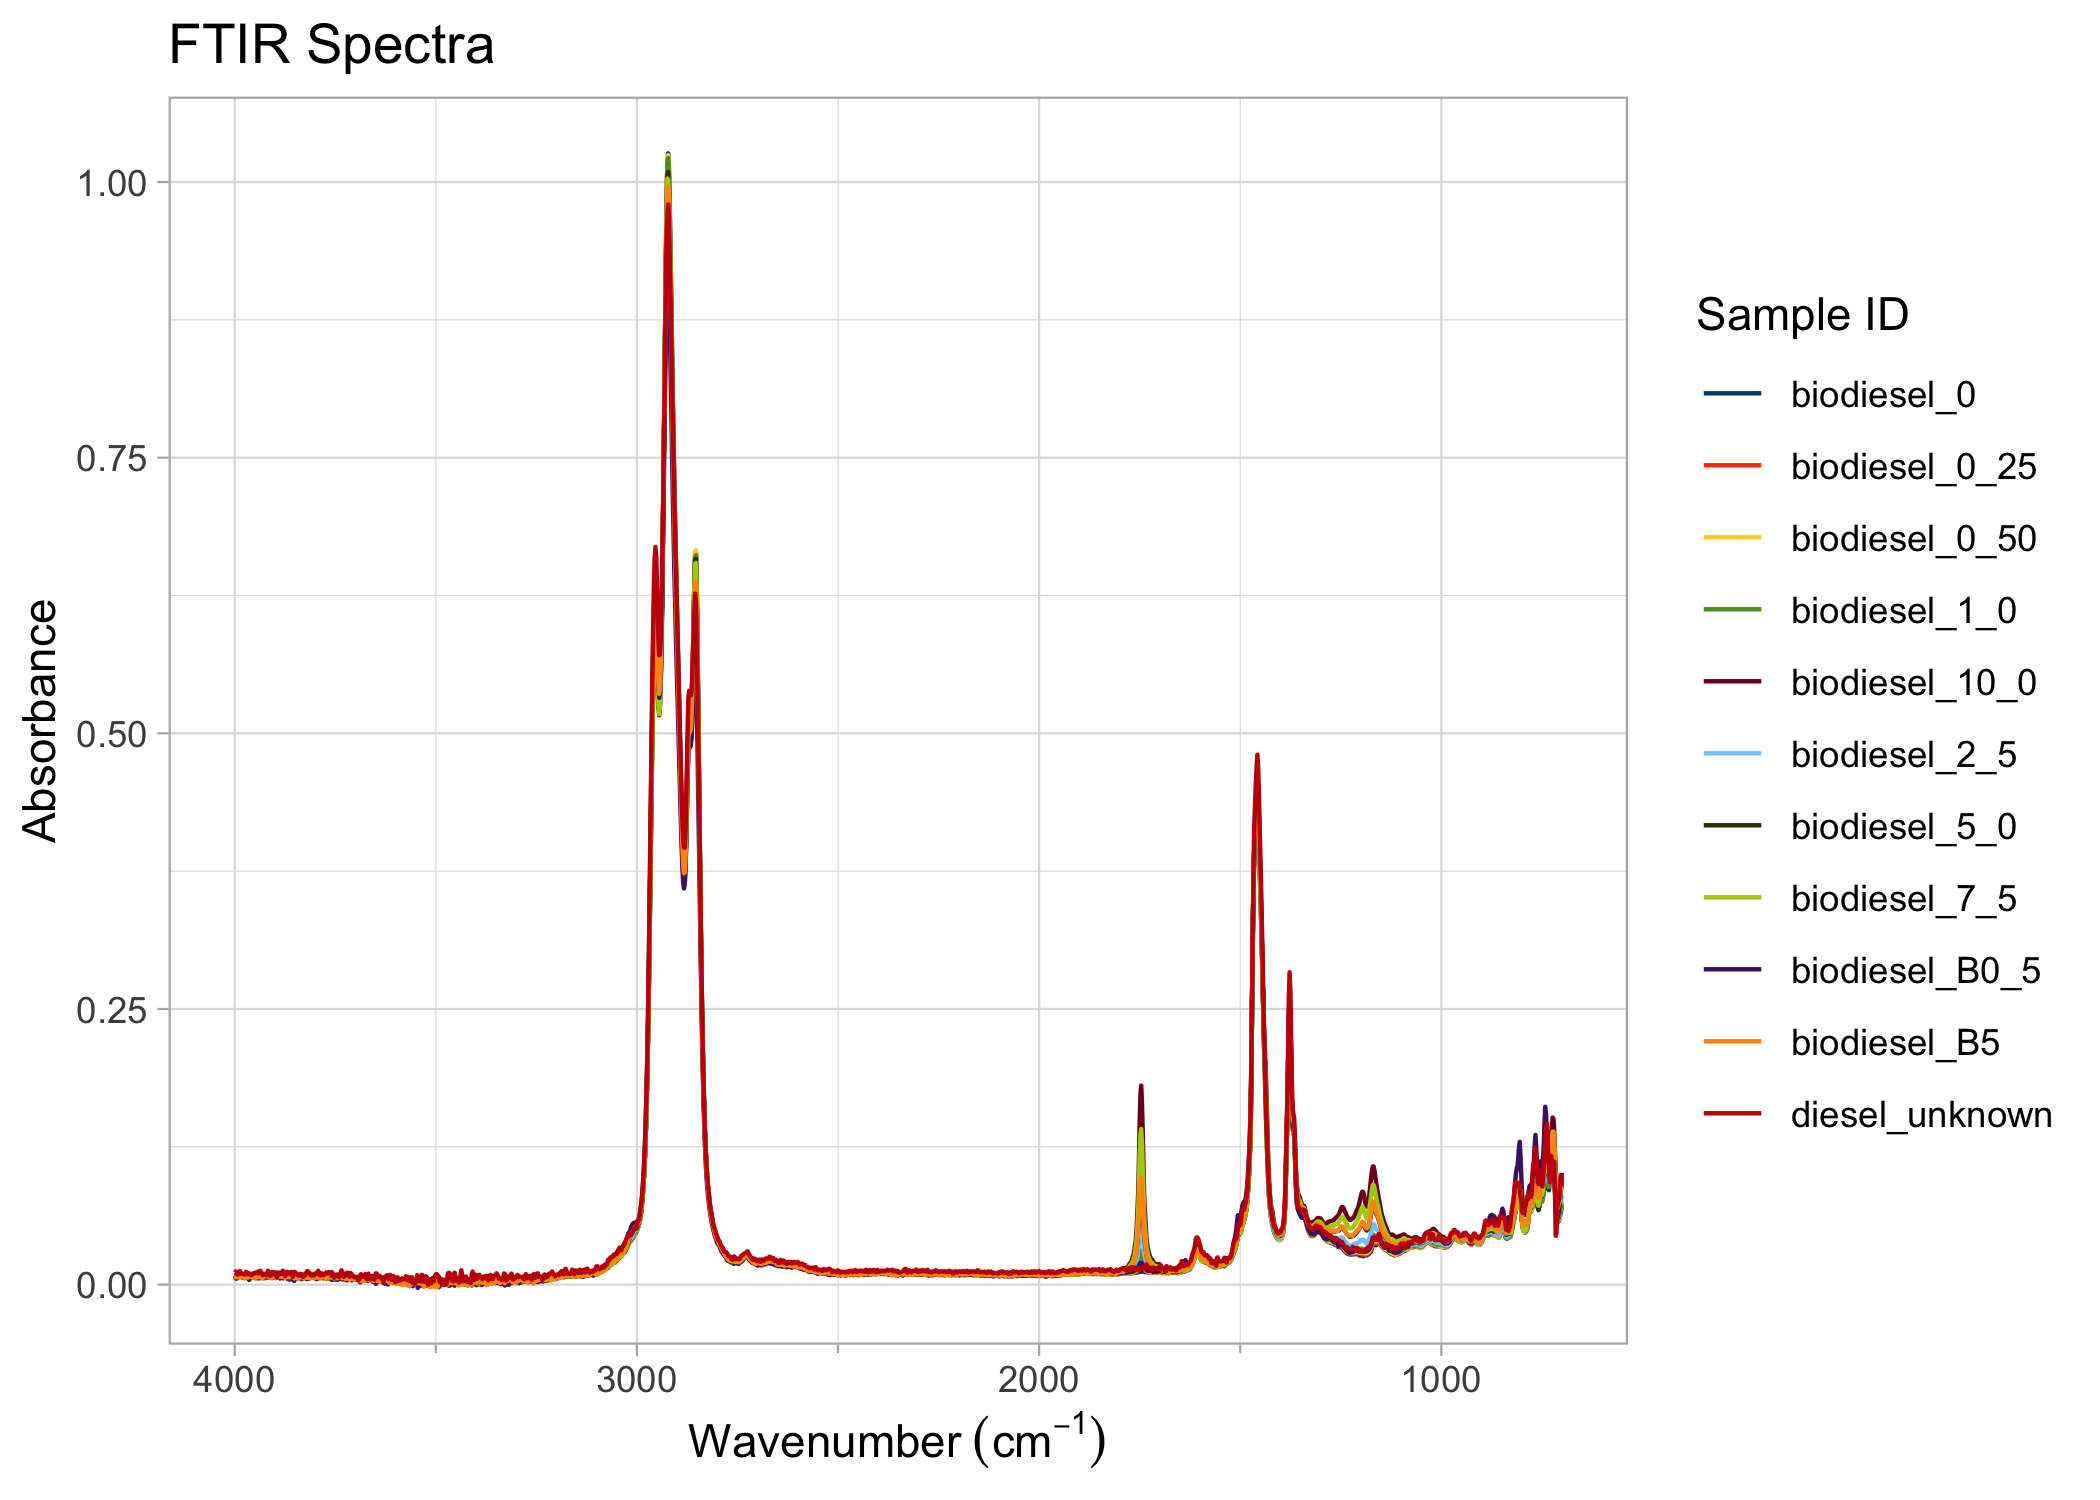 FTIR Spectra
1.00
0.75
0.50
0.25
0.00
Absorbance
4000 3000 2000 1000
Wavenumber (cm⁻¹)
Sample ID
biodiesel_0
biodiesel_0_25
biodiesel_0_50
biodiesel_1_0
biodiesel_10_0
biodiesel_2_5
biodiesel_5_0
biodiesel_7_5
biodiesel_B0_5
biodiesel_B5
diesel_unknown